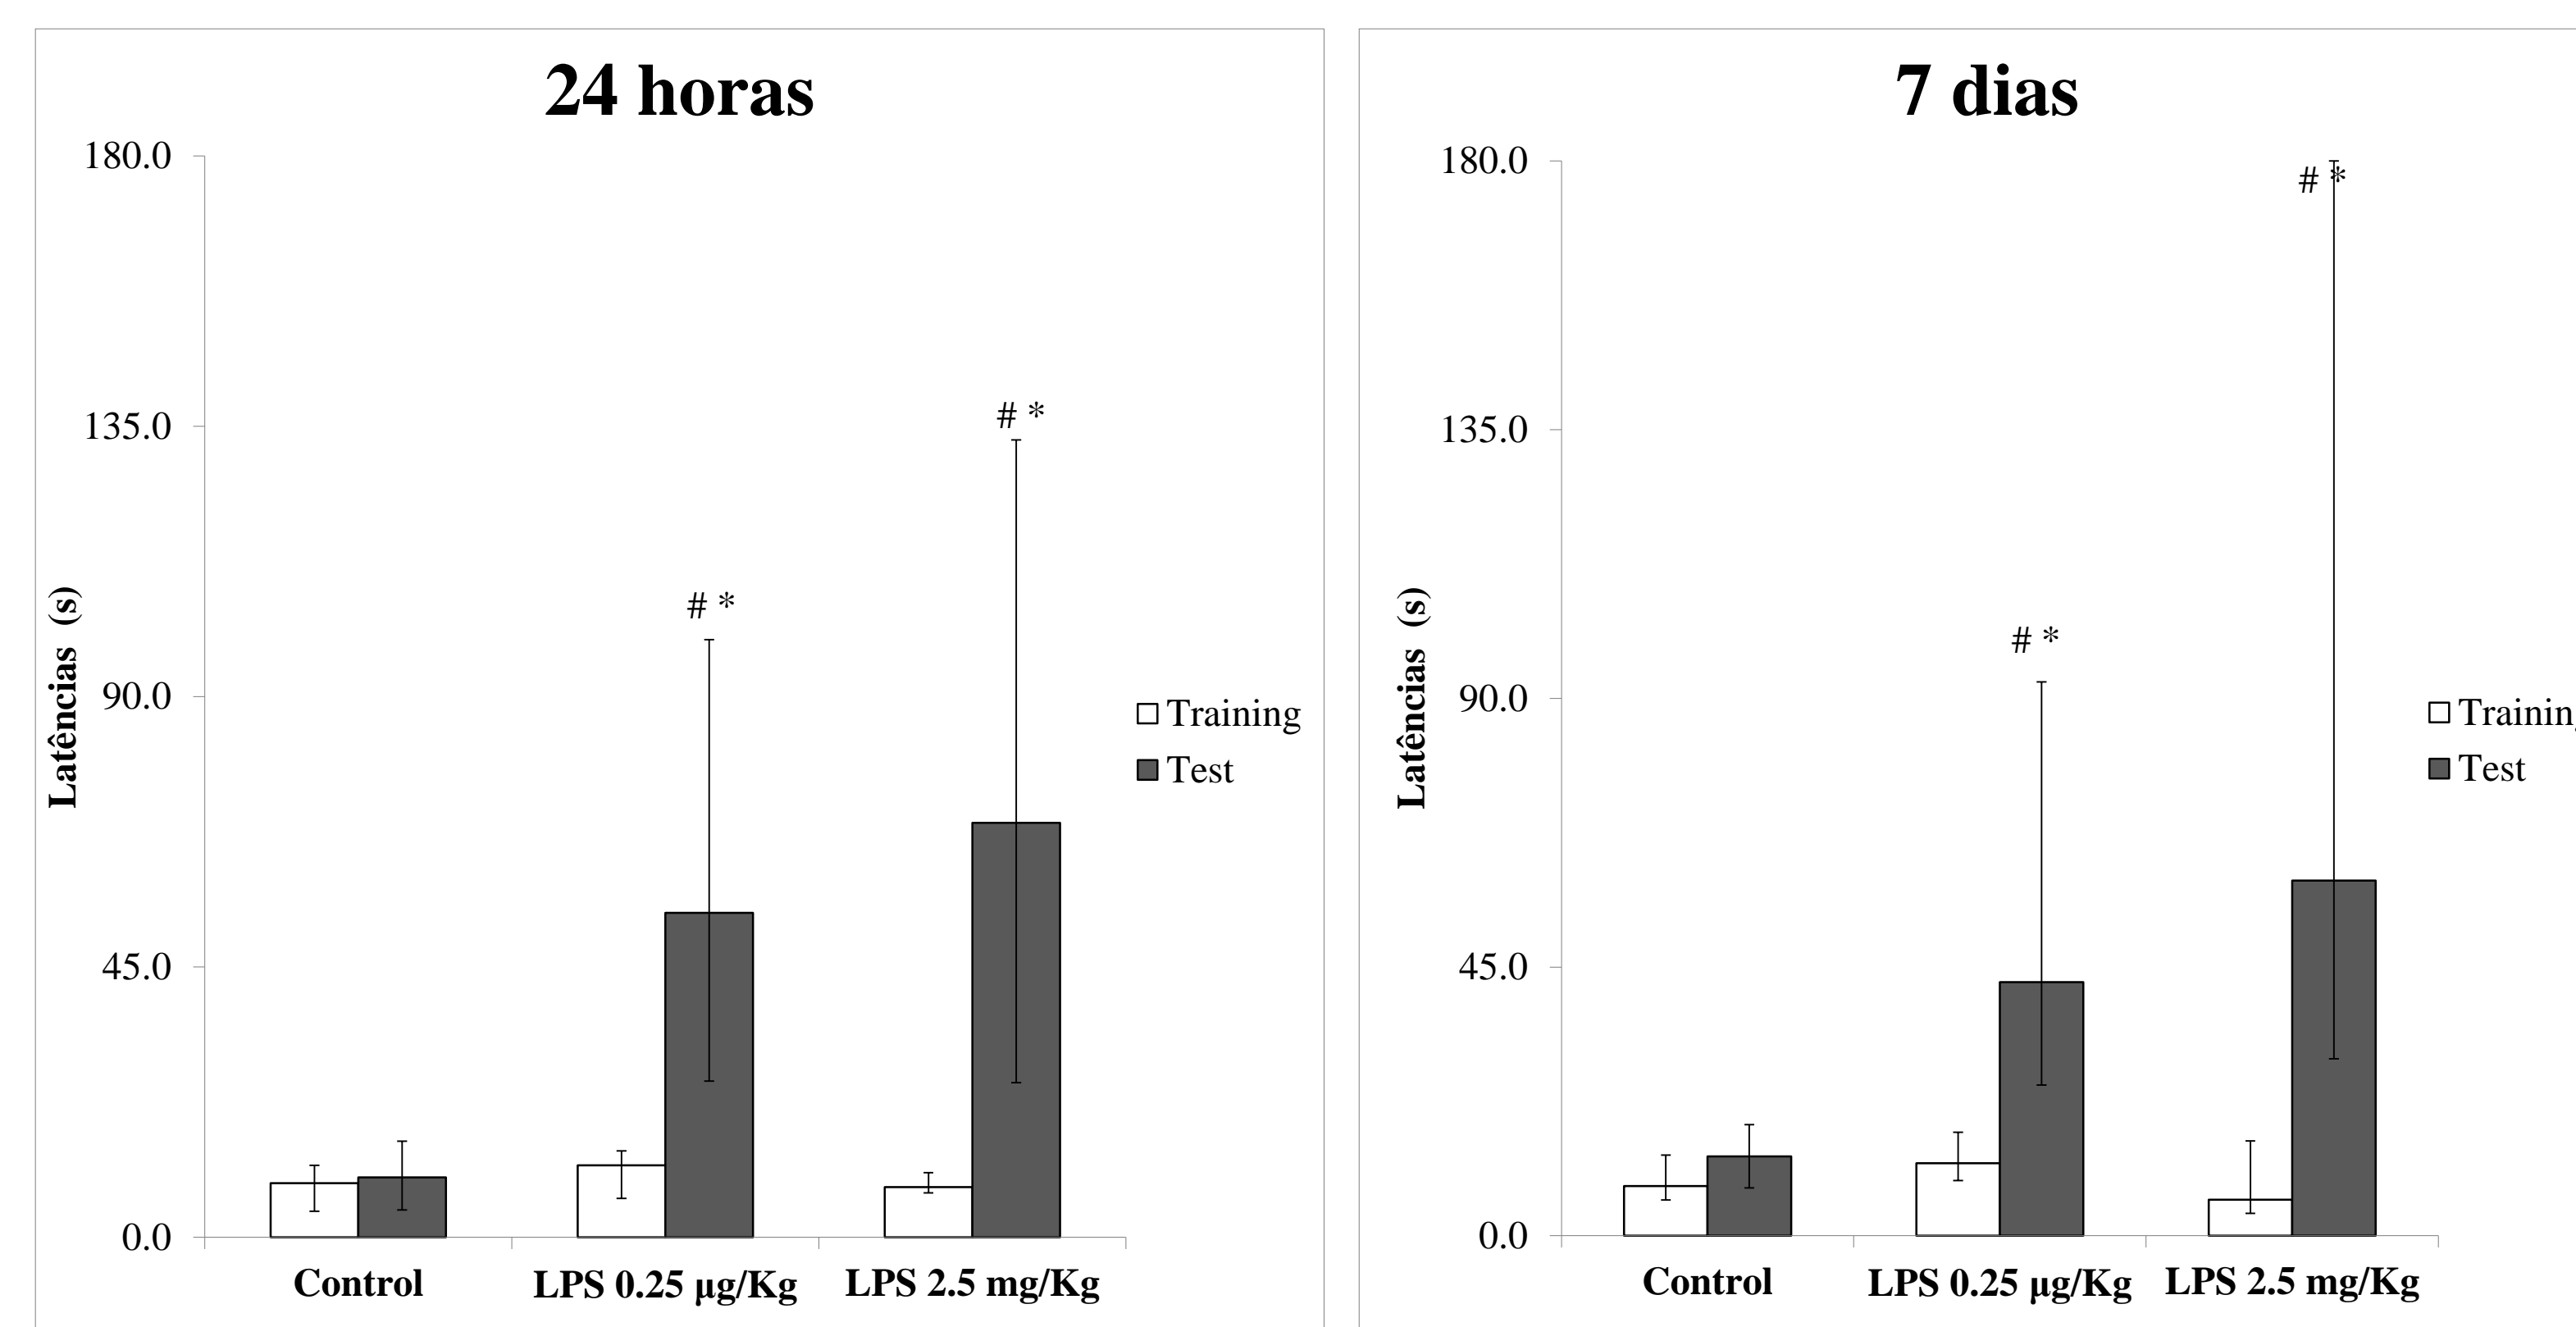 24 horas
180.0
135.0
90.0
45.0
0.0
Latências (s)
# *
# *
Training
Test
Control
LPS 0.25 µg/Kg
LPS 2.5 mg/Kg
7 dias
180.0
135.0
90.0
45.0
0.0
Latências (s)
# *
# *
Trainin
Test
Control
LPS 0.25 µg/Kg
LPS 2.5 mg/Kg